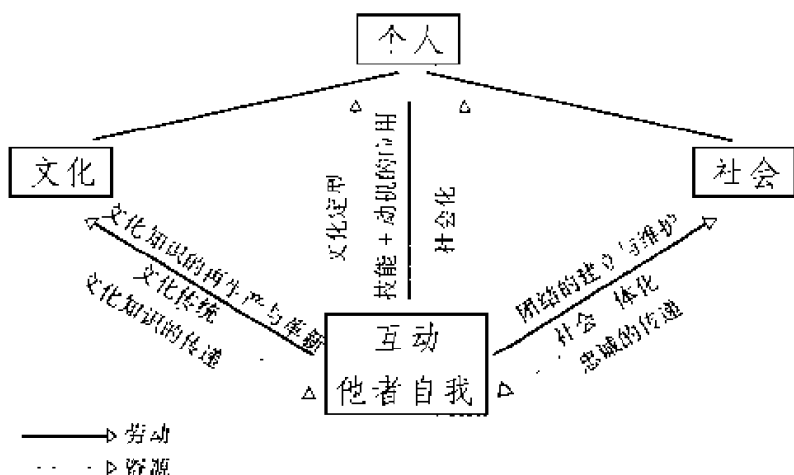 个人
文化
社会
文化定型
技能＋动机的应用
社会化
文化知识的再生产与革新
文化传统
文化知识的传递
团结的建立与维护
社会一体化
忠诚的传递
互动
他者自我
劳动
资源